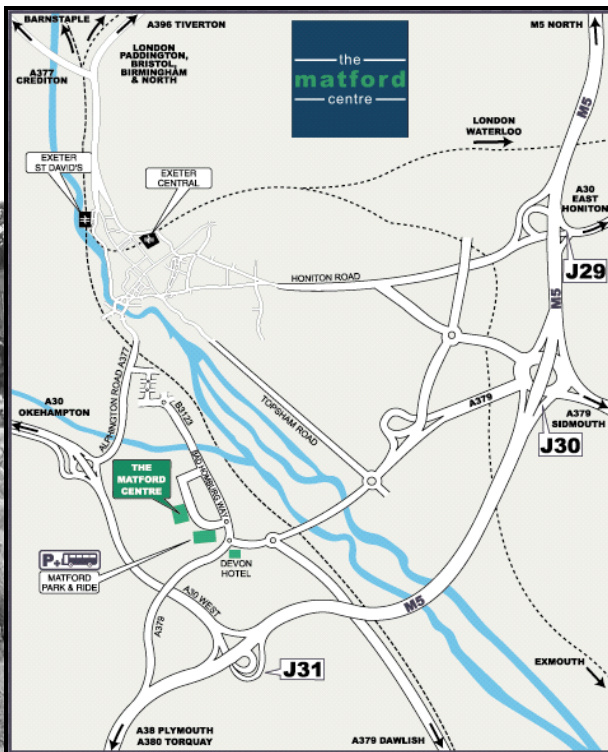 BARNSTAPLE
A396 TIVERTON
M5 NORTH
A377
CREDITON
LONDON
PADDINGTON,
BRISTOL,
BIRMINGHAM
& NORTH
the
matford
centre
M5
LONDON
WATERLOO
EXETER
ST DAVID'S
EXETER
CENTRAL
A30
EAST
HONITON
J29
HONITON ROAD
M5
ALPHINGTON ROAD A377
A30
OKEHAMPTON
B3123
TOPSHAM ROAD
A379
A379
SIDMOUTH
J30
THE
MATFORD
CENTRE
BAD HOMBURG WAY
P+
MATFORD
PARK & RIDE
DEVON
HOTEL
A379
A30 WEST
M5
J31
EXMOUTH
A38 PLYMOUTH
A380 TORQUAY
A379 DAWLISH